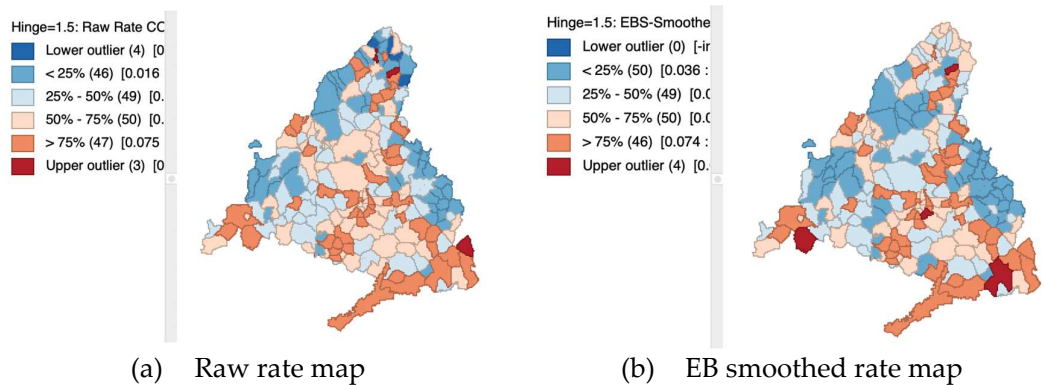 Hinge=1.5: Raw Rate CC
Lower outlier (4) [0
< 25% (46) [0.016
25% - 50% (49) [0.
50% - 75% (50) [0.
> 75% (47) [0.075
Upper outlier (3) [0
Hinge=1.5: EBS-Smoothe
Lower outlier (0) [-ir
< 25% (50) [0.036 :
25% - 50% (49) [0.0
50% - 75% (50) [0.0
> 75% (46) [0.074 :
Upper outlier (4) [0.
(a) Raw rate map
(b) EB smoothed rate map